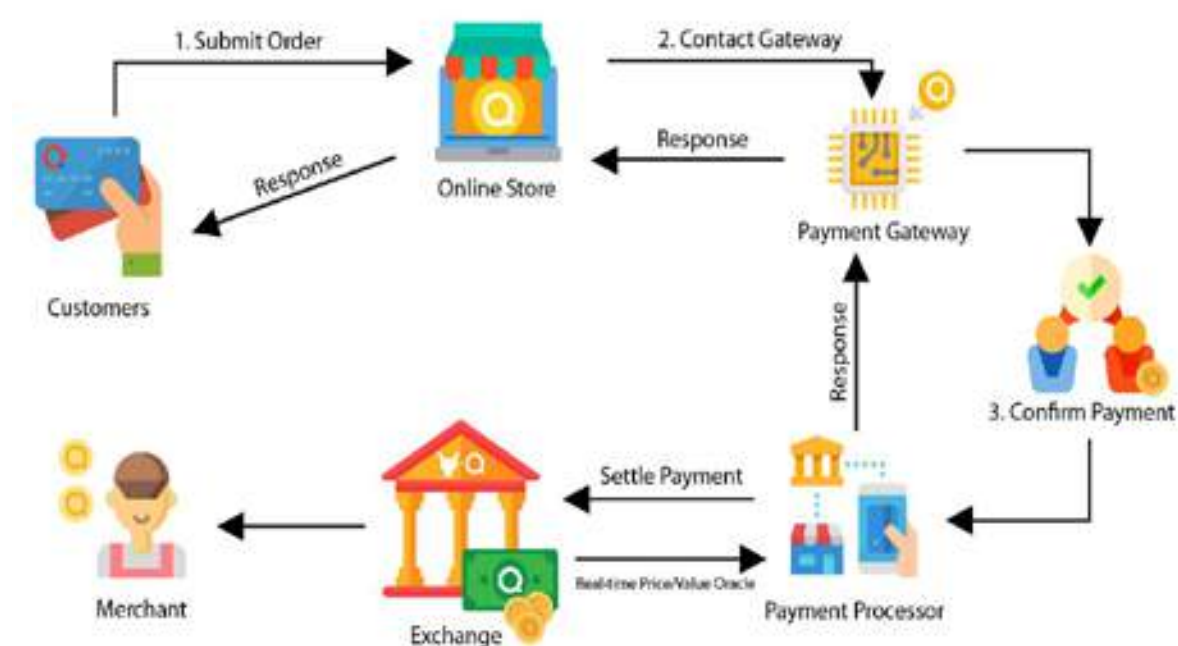 1. Submit Order
2. Contact Gateway
Response
Response
Online Store
Payment Gateway
Customers
Response
3. Confirm Payment
Settle Payment
Real-time Price/Value Oracle
Merchant
Exchange
Payment Processor